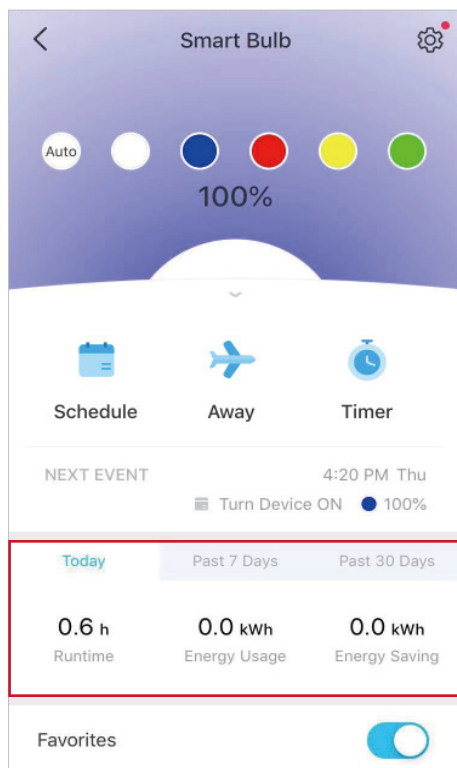 Smart Bulb
Auto
100%
Schedule Away Timer
NEXT EVENT 4:20 PM Thu
Turn Device ON 100%
Today Past 7 Days Past 30 Days
0.6 h 0.0 kWh 0.0 kWh
Runtime Energy Usage Energy Saving
Favorites